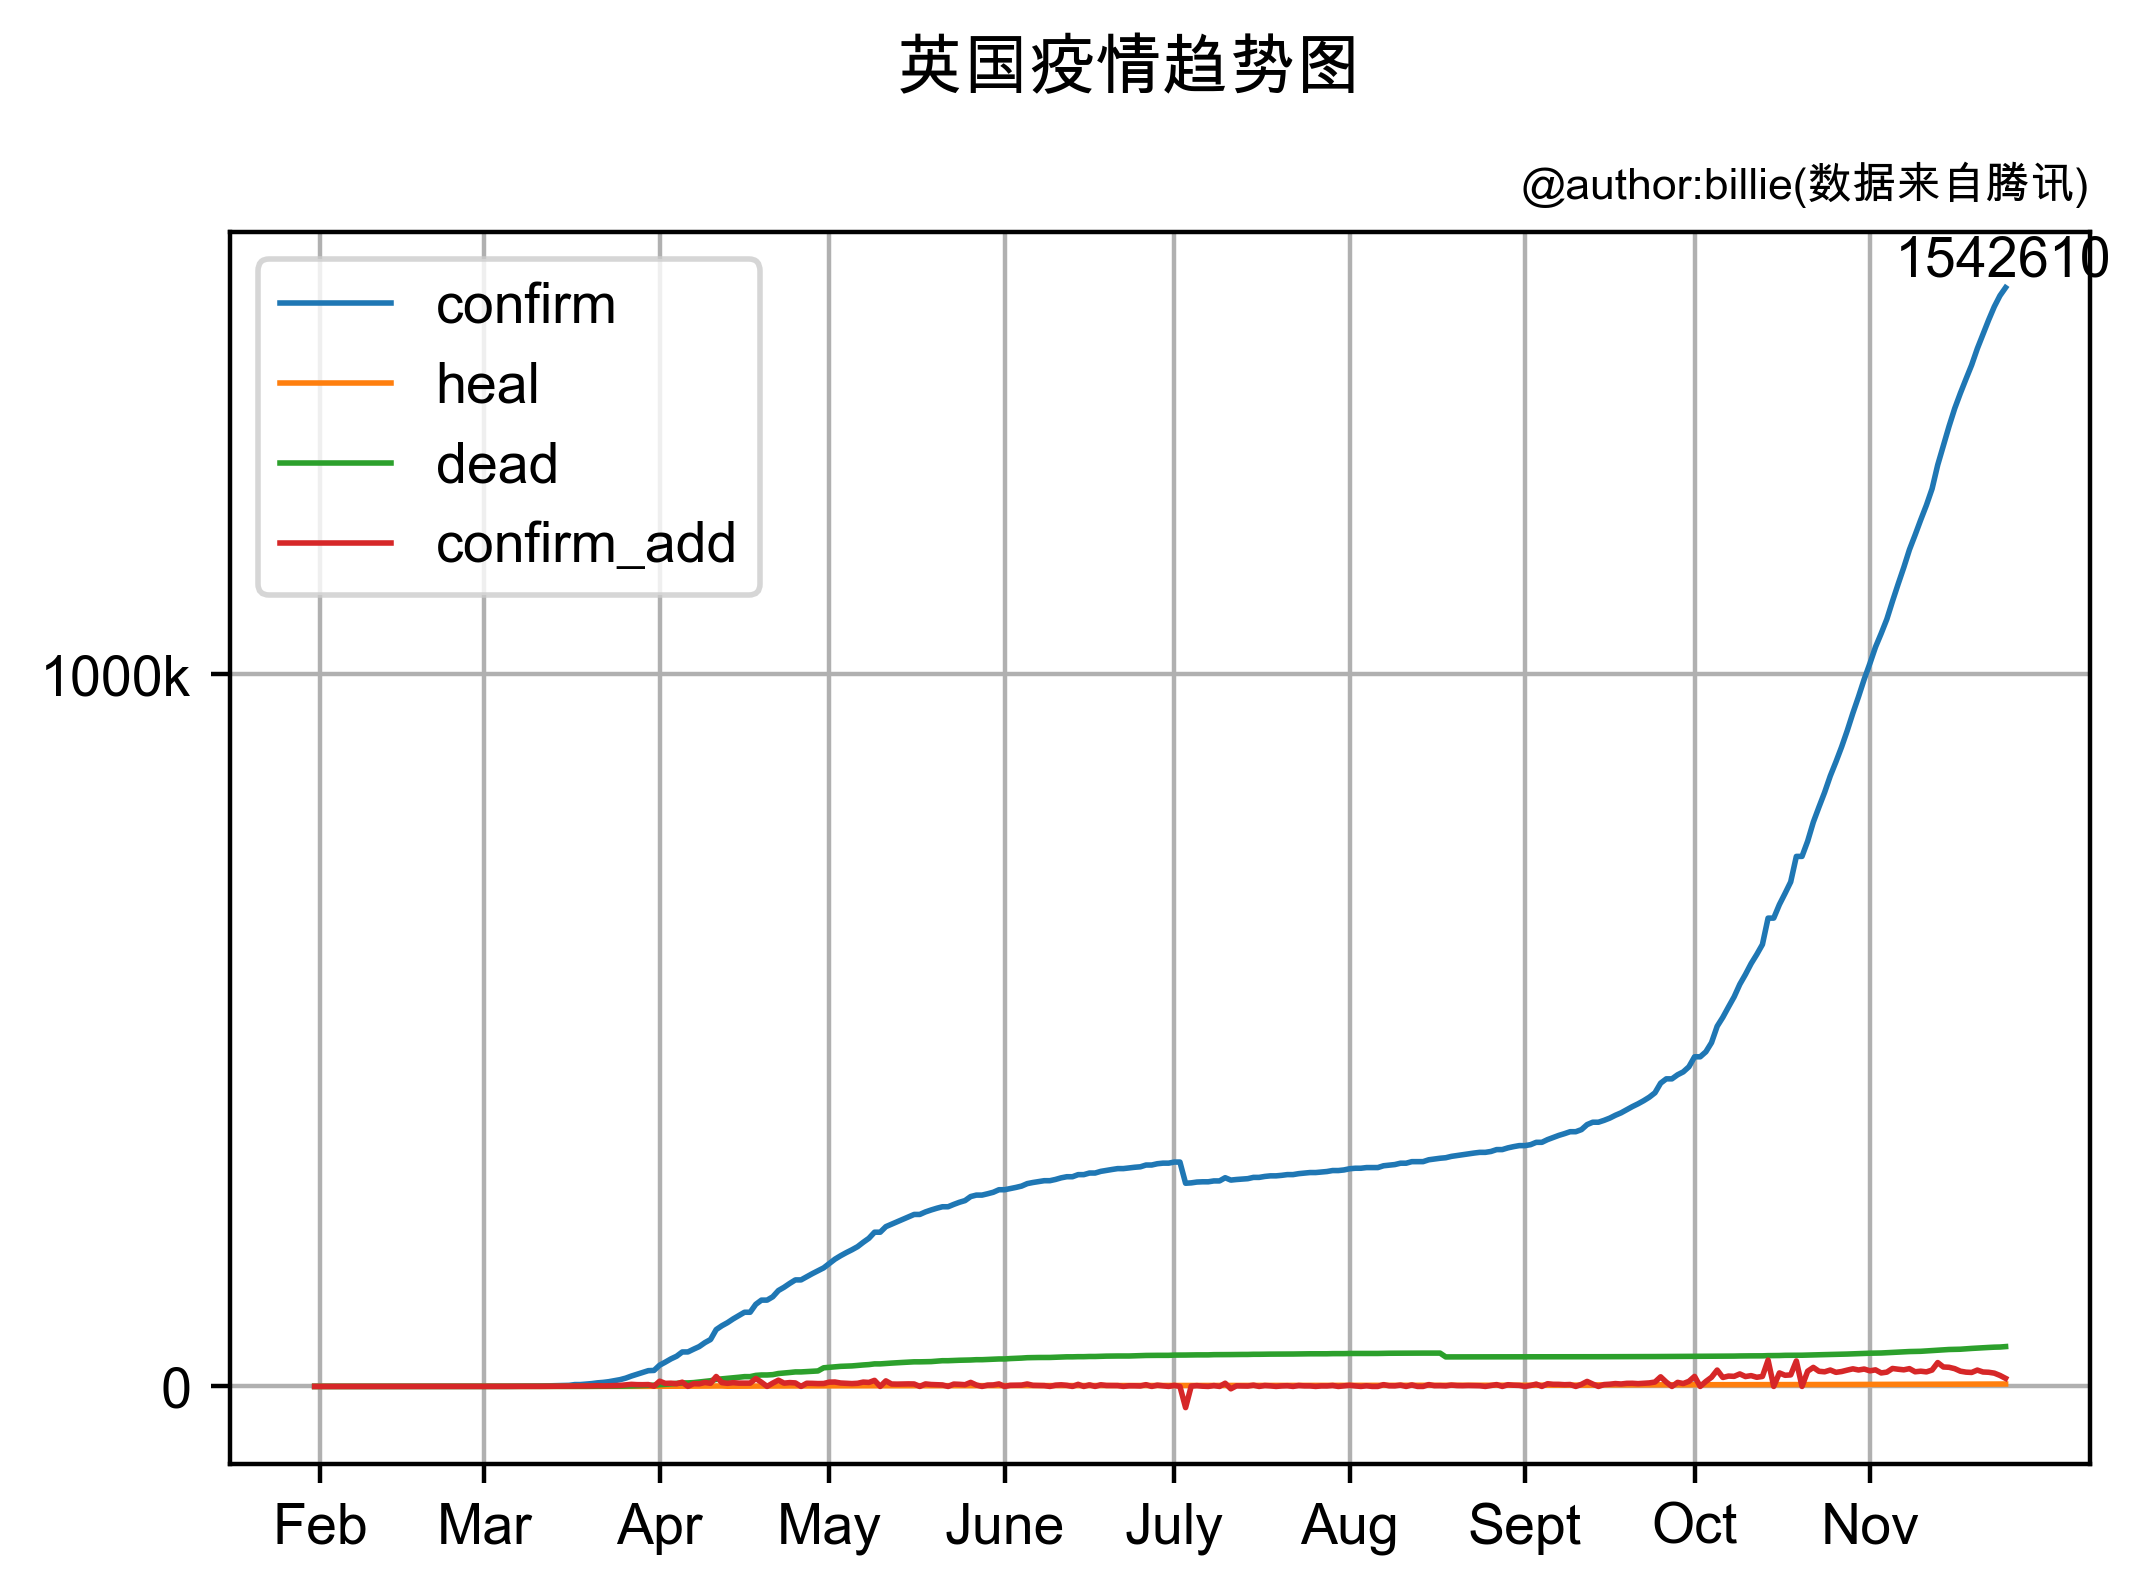 英国疫情趋势图
@author:billie(数据来自腾讯)
1542610
confirm
heal
dead
confirm_add
1000k
0
Feb Mar Apr May June July Aug Sept Oct Nov